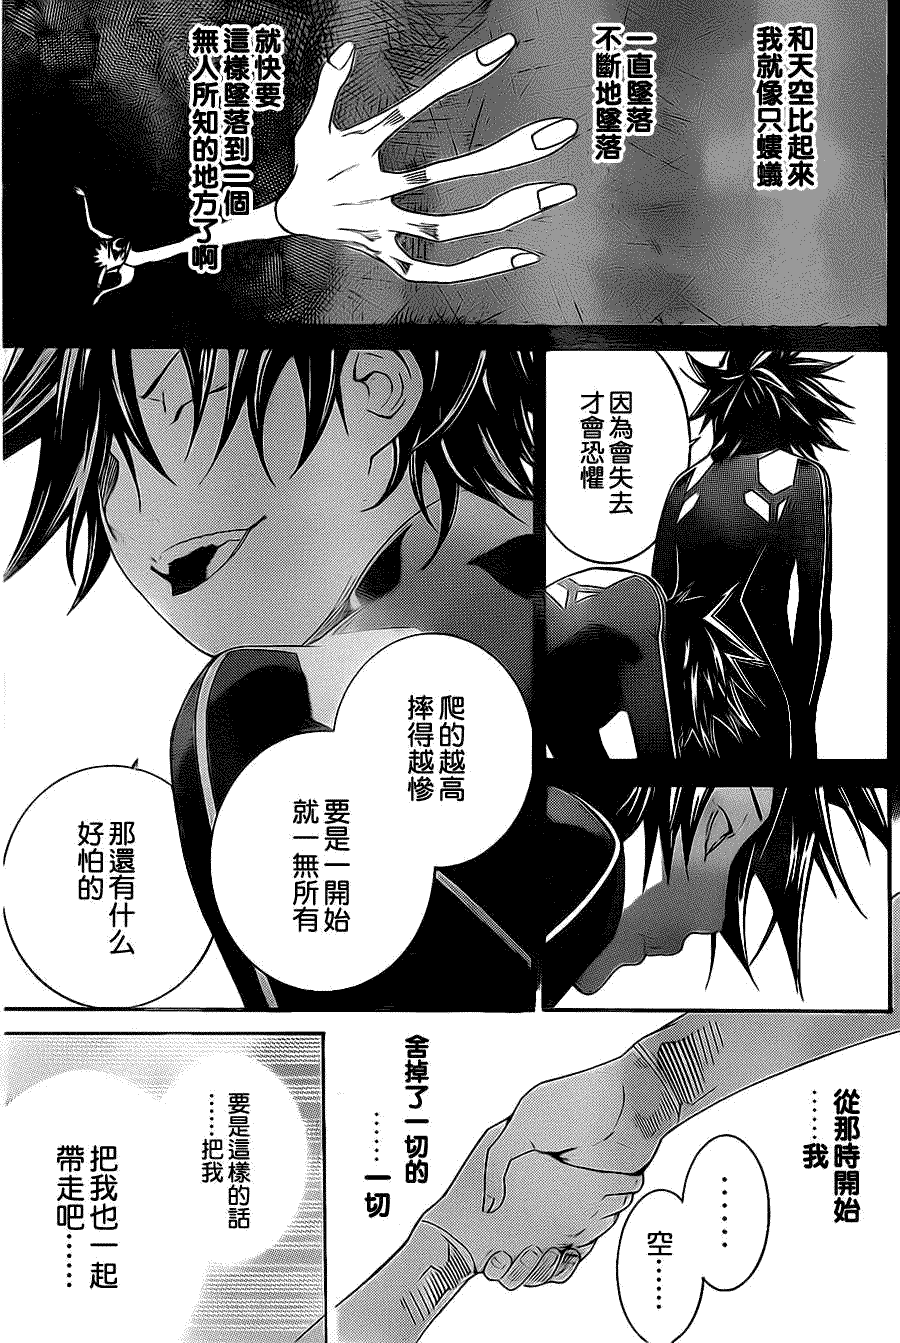 和天空比起來
我就像只螻蟻
一直墜落
不斷地墜落
就快要
這樣墜落到一個
無人所知的地方了啊
因為會失去
才會恐懼
爬的越高
摔得越慘
要是一開始
就一無所有
那還有什么
好怕的
從那時開始
……我
………
空……
舍掉了一切的
……一切
要是這樣的話
……把我
把我也一起
帶走吧……